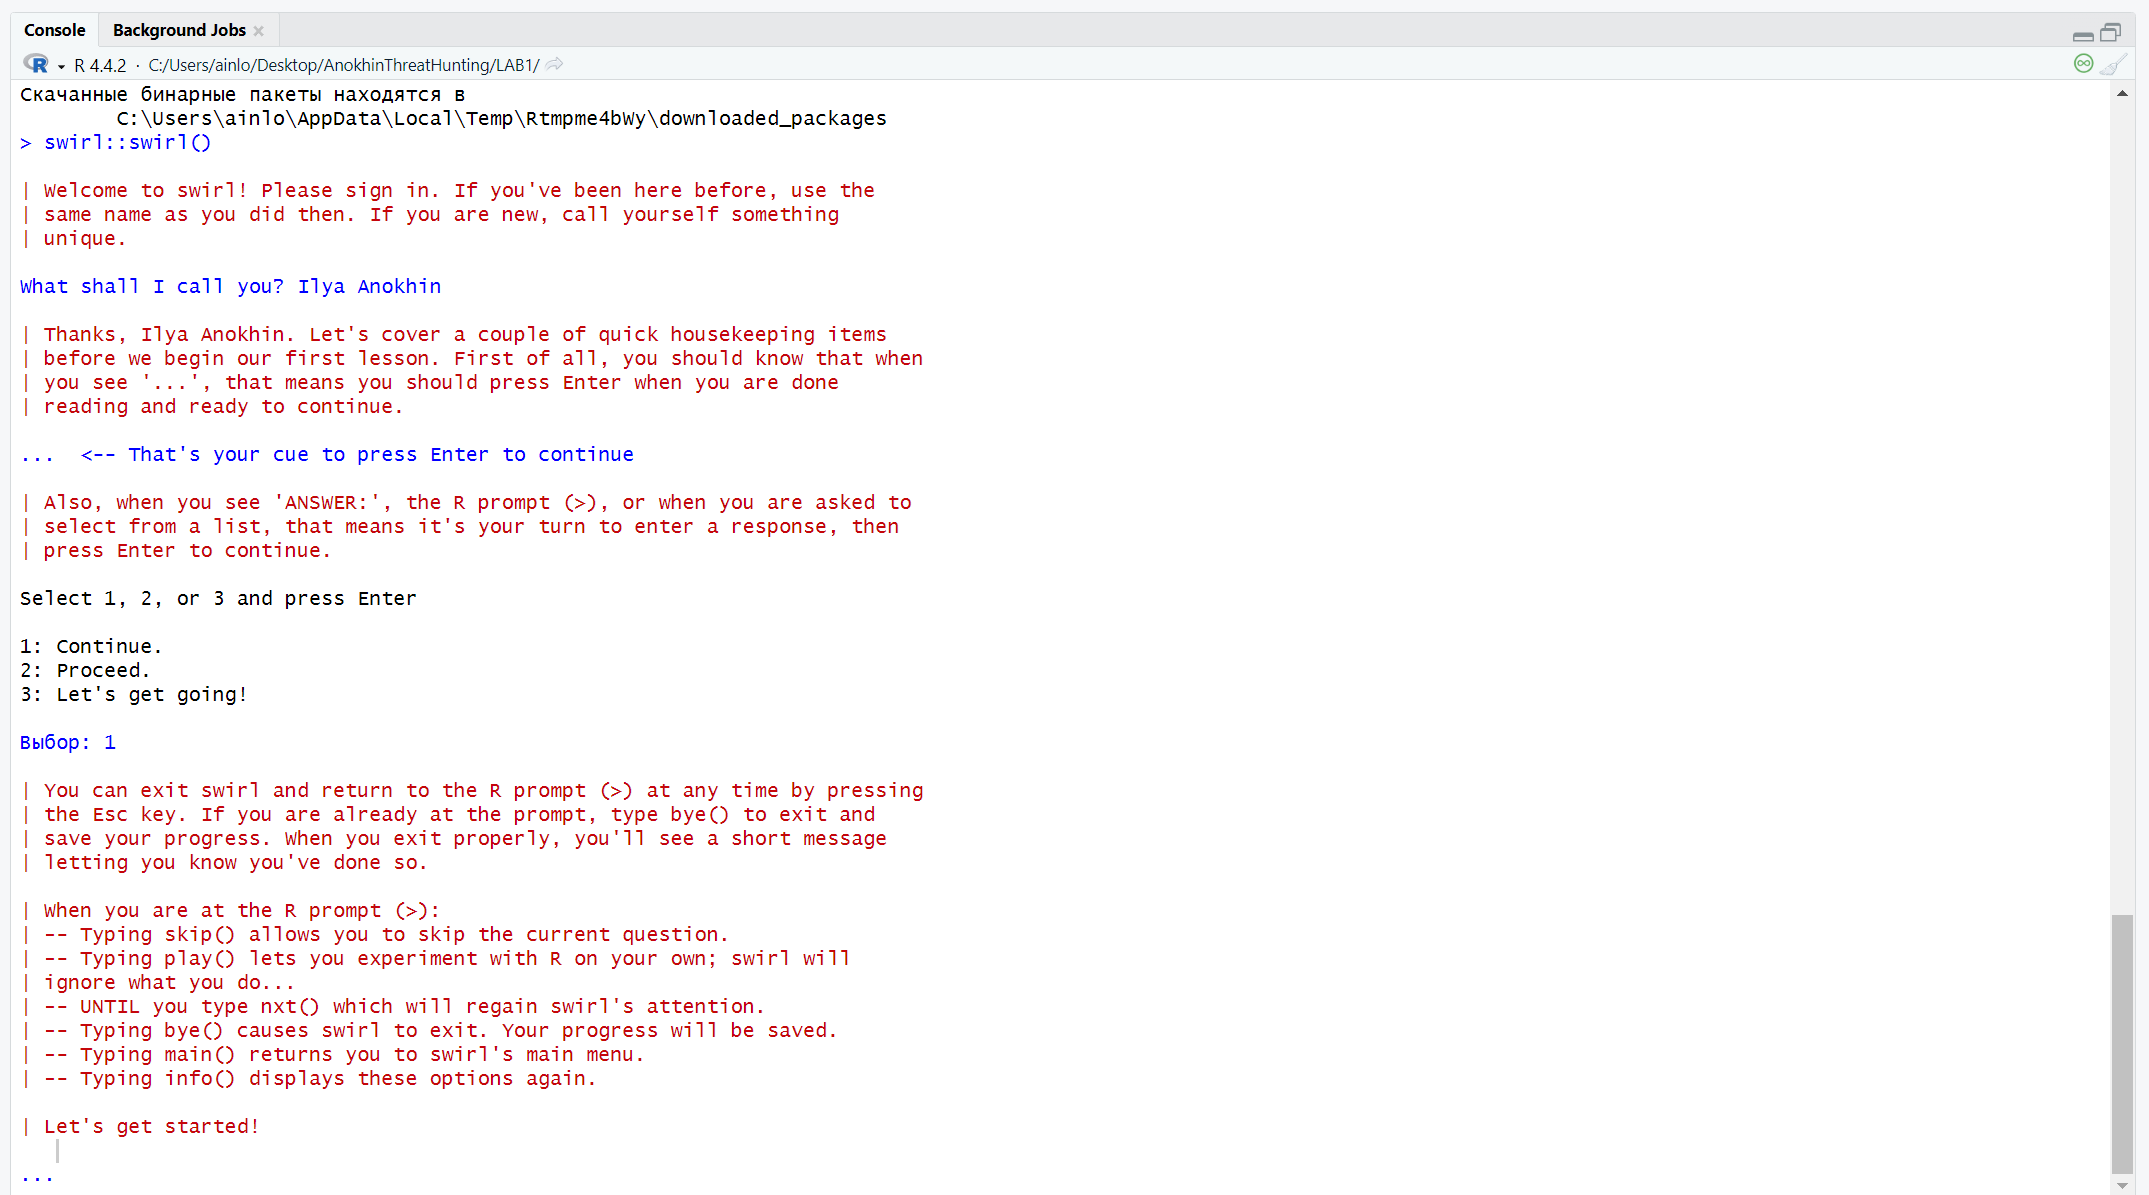 Console Background Jobs
R 4.4.2 · C:/Users/ainlo/Desktop/AnokhinThreatHunting/LAB1/
Скачанные бинарные пакеты находятся в
C:\Users\ainlo\AppData\Local\Temp\Rtmpme4bWy\downloaded_packages
> swirl::swirl()
| Welcome to swirl! Please sign in. If you've been here before, use the
| same name as you did then. If you are new, call yourself something
| unique.
What shall I call you? Ilya Anokhin
| Thanks, Ilya Anokhin. Let's cover a couple of quick housekeeping items
| before we begin our first lesson. First of all, you should know that when
| you see '...', that means you should press Enter when you are done
| reading and ready to continue.
...  <-- That's your cue to press Enter to continue
| Also, when you see 'ANSWER:', the R prompt (>), or when you are asked to
| select from a list, that means it's your turn to enter a response, then
| press Enter to continue.
Select 1, 2, or 3 and press Enter
1: Continue.
2: Proceed.
3: Let's get going!
Выбор: 1
| You can exit swirl and return to the R prompt (>) at any time by pressing
| the Esc key. If you are already at the prompt, type bye() to exit and
| save your progress. When you exit properly, you'll see a short message
| letting you know you've done so.
| When you are at the R prompt (>):
| -- Typing skip() allows you to skip the current question.
| -- Typing play() lets you experiment with R on your own; swirl will
| ignore what you do...
| -- UNTIL you type nxt() which will regain swirl's attention.
| -- Typing bye() causes swirl to exit. Your progress will be saved.
| -- Typing main() returns you to swirl's main menu.
| -- Typing info() displays these options again.
| Let's get started!
...